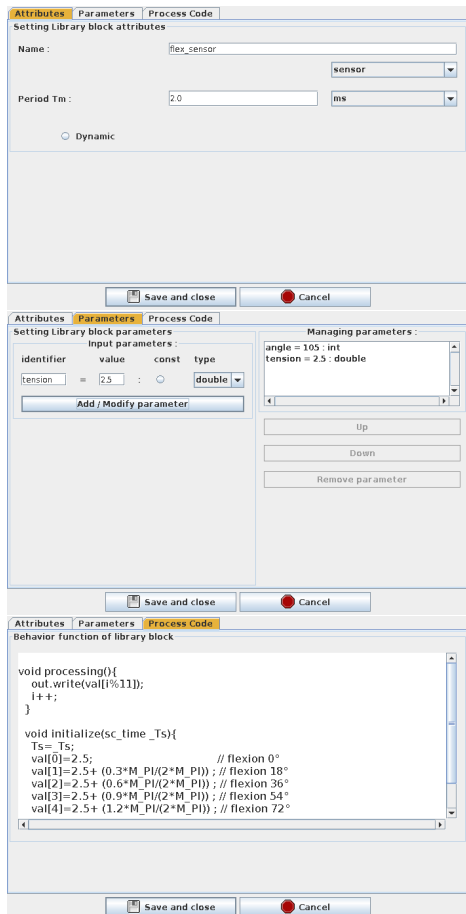 Attributes Parameters Process Code
Setting Library block attributes
Name : flex_sensor
sensor
Period Tm : 2.0 ms
Dynamic
Save and close Cancel
Attributes Parameters Process Code
Setting Library block parameters Managing parameters :
Input parameters :
angle = 105 : int
identifier value const type
tension = 2.5 : double
tension = 2.5 : double
Add / Modify parameter
Up
Down
Remove parameter
Save and close Cancel
Attributes Parameters Process Code
Behavior function of library block
void processing(){
out.write(val[i%11]);
i++;
}
void initialize(sc_time _Ts){
Ts=_Ts;
val[0]=2.5; // flexion 0°
val[1]=2.5+ (0.3*M_PI/(2*M_PI)) ; // flexion 18°
val[2]=2.5+ (0.6*M_PI/(2*M_PI)) ; // flexion 36°
val[3]=2.5+ (0.9*M_PI/(2*M_PI)) ; // flexion 54°
val[4]=2.5+ (1.2*M_PI/(2*M_PI)) ; // flexion 72°
Save and close Cancel